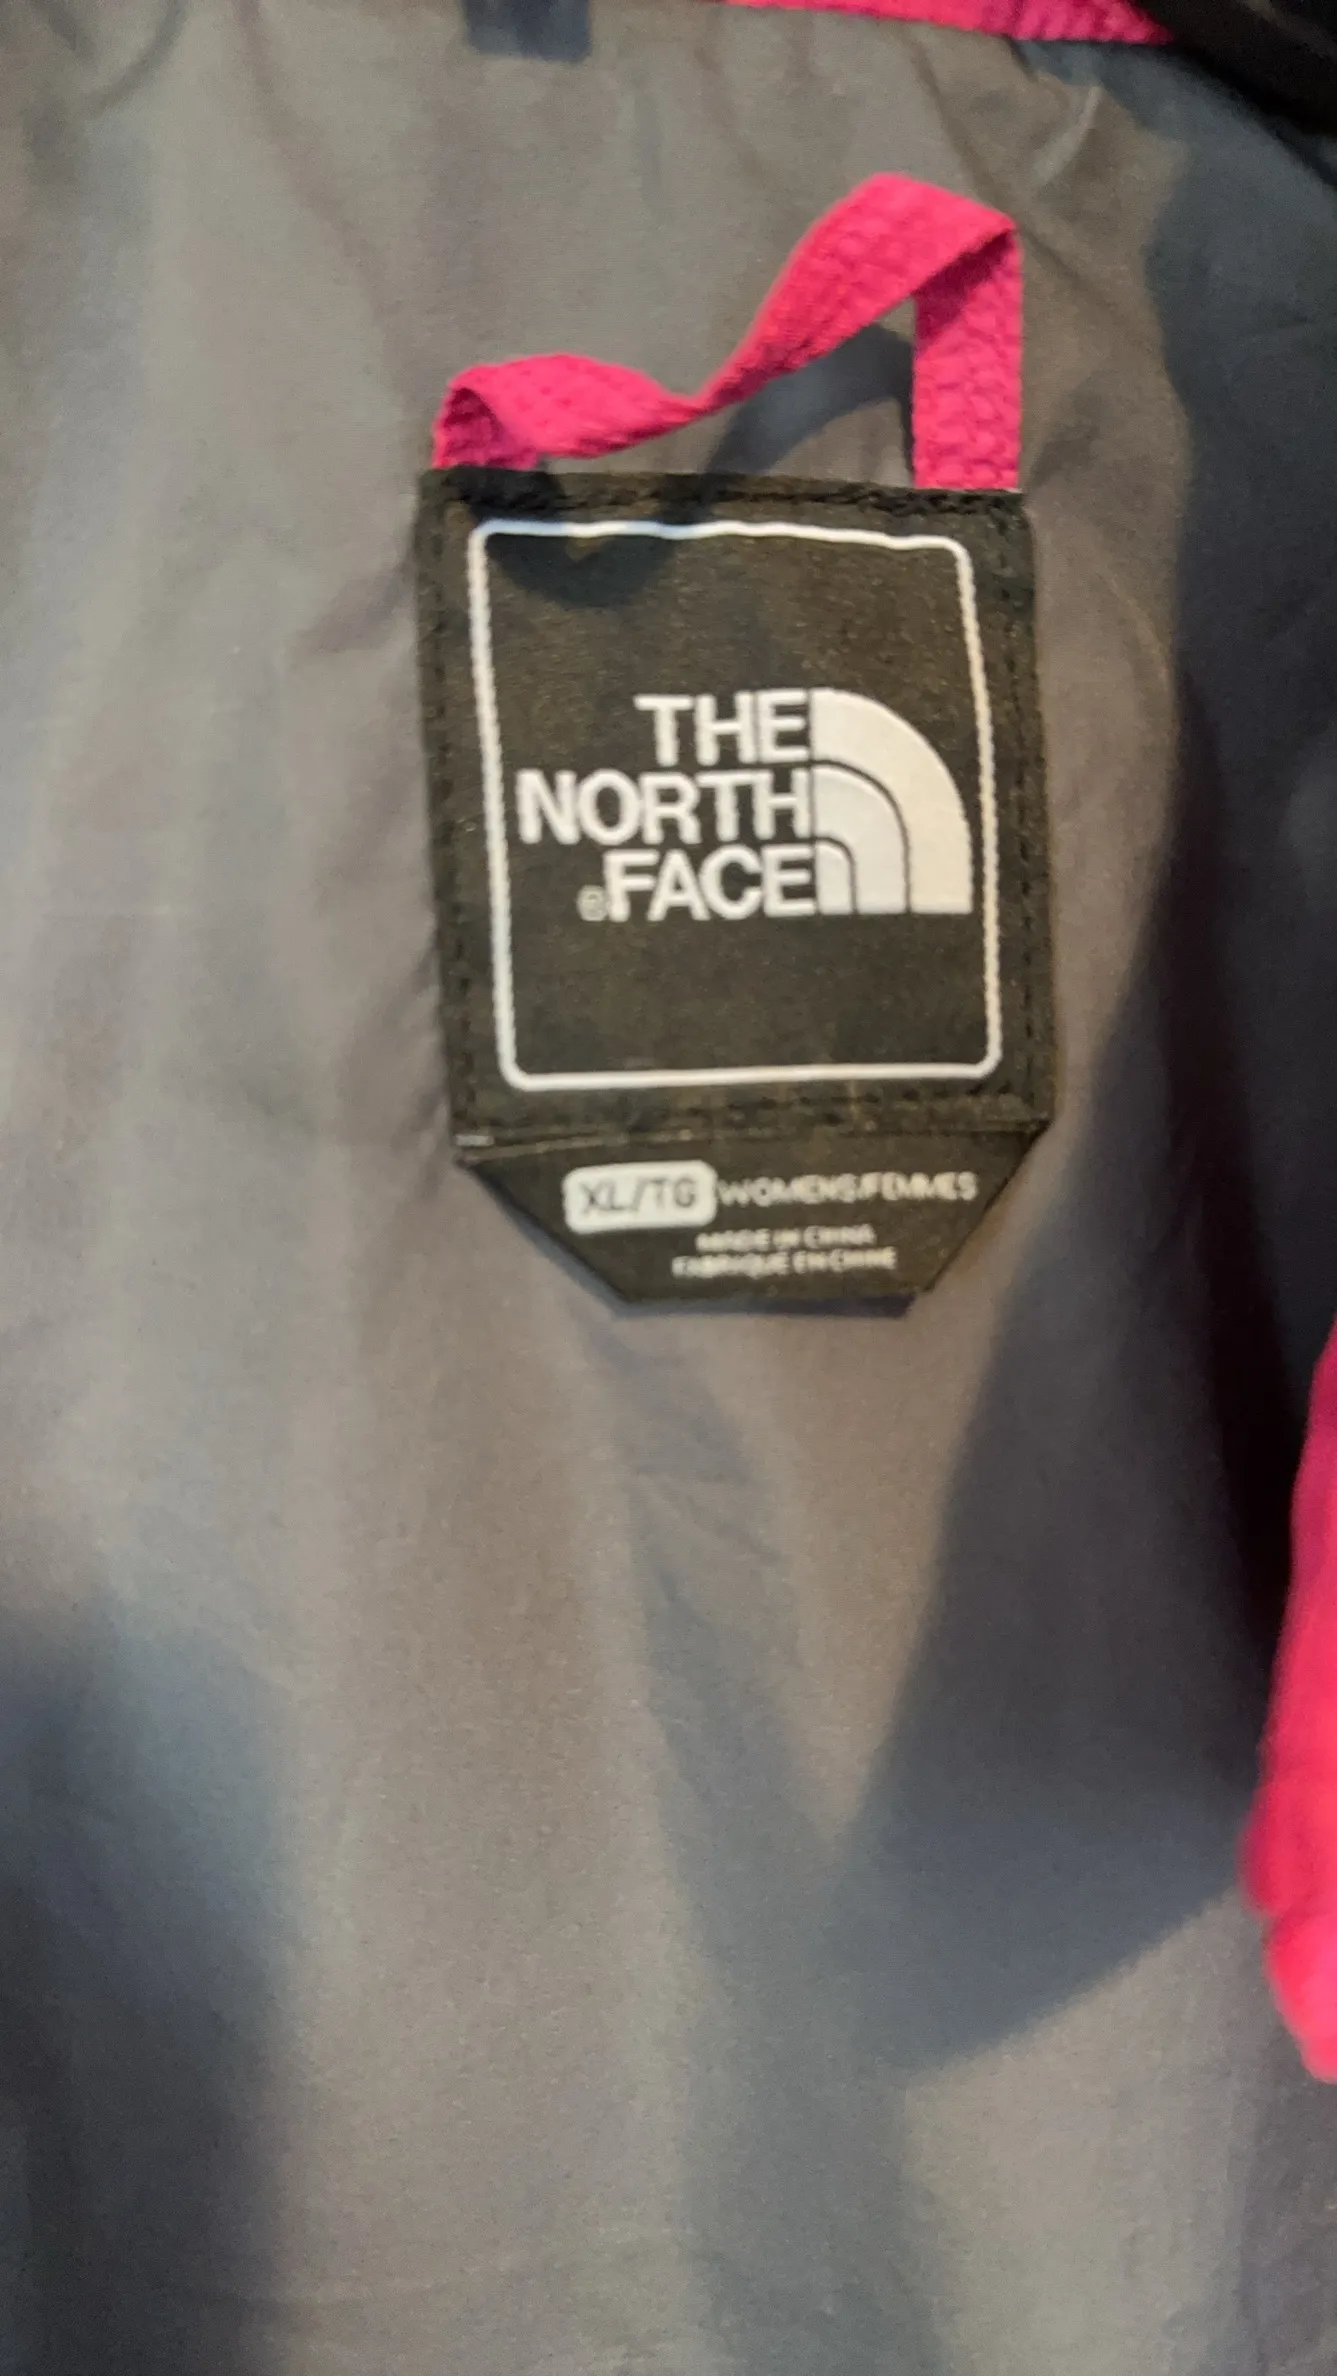 THE
NORTH
FACE®
XL/TG WOMENS/FEMMES
MADE IN CHINA
FABRIQUÉ EN CHINE